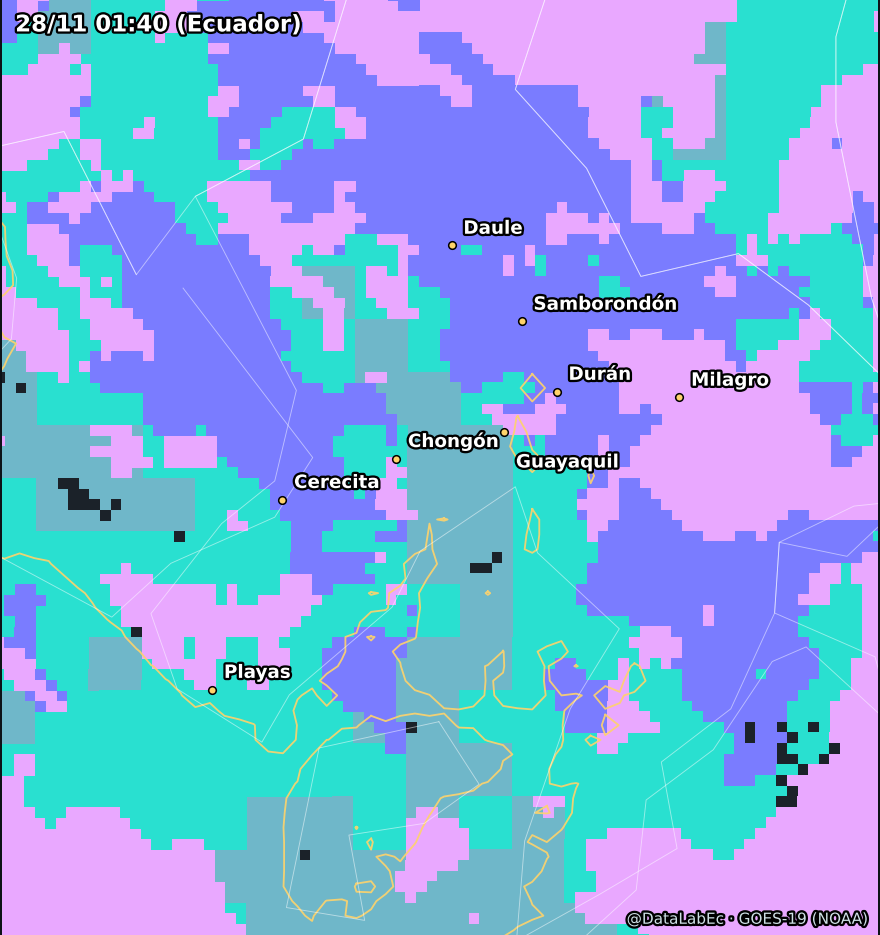 28/11 01:40 (Ecuador)
Daule
Samborondón
Durán
Milagro
Chongón
Guayaquil
Cerecita
Playas
@DataLabEc · GOES-19 (NOAA)